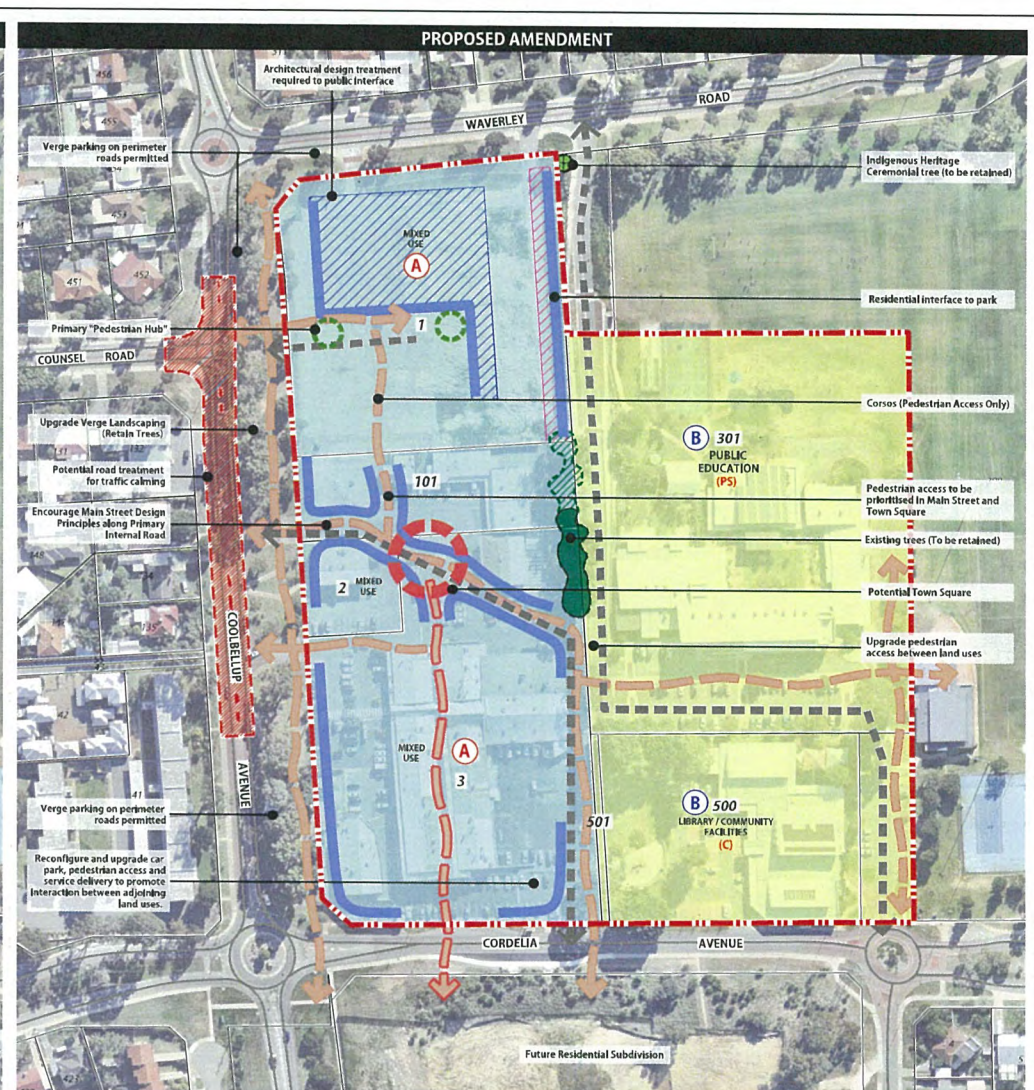 PROPOSED AMENDMENT
Architectural design treatment
required to public interface
WAVERLEY
ROAD
Verge parking on perimeter
roads permitted
Indigenous Heritage
Ceremonial tree (to be retained)
456
455
451
452
MIXED
USE
A
Residential interface to park
Primary "Pedestrian Hub"
1
COUNSEL ROAD
Corsos (Pedestrian Access Only)
Upgrade Verge Landscaping
(Retain Trees)
B 301
PUBLIC
EDUCATION
(PS)
Potential road treatment
for traffic calming
101
Pedestrian access to be
prioritised in Main Street and
Town Square
Encourage Main Street Design
Principles along Primary
Internal Road
Existing trees (To be retained)
2 MIXED
USE
Potential Town Square
COOLBELLUP
AVENUE
Upgrade pedestrian
access between land uses
42
41
MIXED
USE
A
3
Verge parking on perimeter
roads permitted
B 500
LIBRARY / COMMUNITY
FACILITIES
(C)
501
Reconfigure and upgrade car
park, pedestrian access and
service delivery to promote
interaction between adjoining
land uses.
CORDELIA AVENUE
Future Residential Subdivision